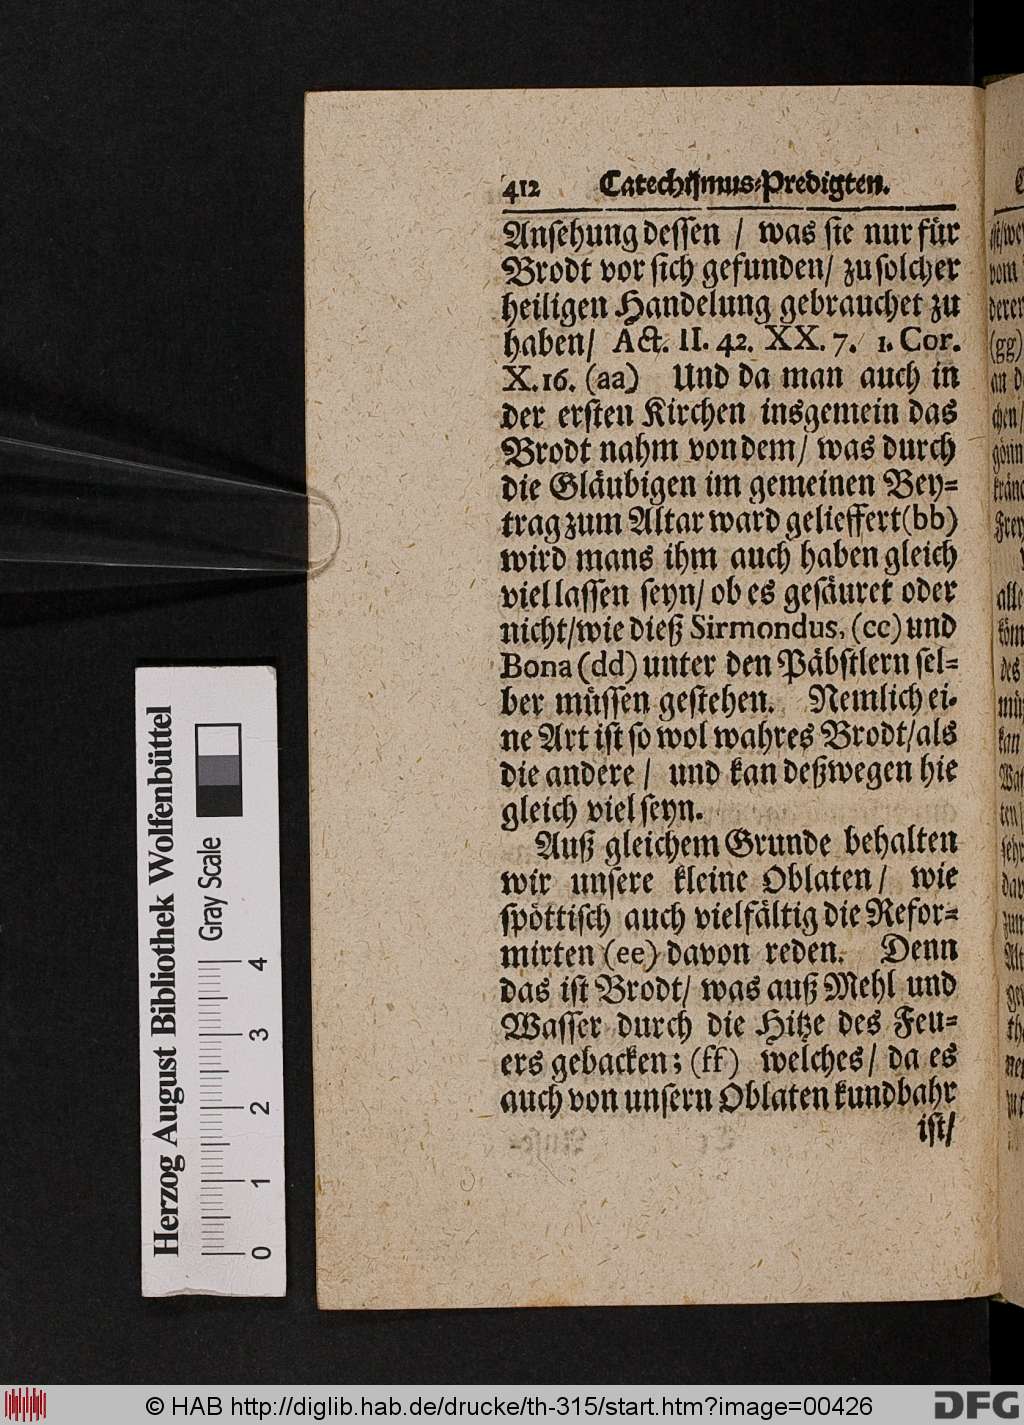 412 Catechiſmus-Predigten.
Anſehung deſſen / was ſie nur für
Brodt vor ſich gefunden/ zu ſolcher
heiligen Handelung gebrauchet zu
haben/ Act. II. 42. XX. 7. 1. Cor.
X. 16. (aa) Und da man auch in
der erſten Kirchen insgemein das
Brodt nahm von dem/ was durch
die Gläubigen im gemeinen Bey-
trag zum Altar ward gelieffert (bb)
wird mans ihm auch haben gleich
viel laſſen ſeyn/ ob es geſäuret oder
nicht/wie dieß Sirmondus, (cc) und
Bona (dd) unter den Päbſtlern ſel-
ber müſſen geſtehen. Nemlich ei-
ne Art iſt ſo wol wahres Brodt/als
die andere / und kan deßwegen hie
gleich viel ſeyn.
Auß gleichem Grunde behalten
wir unſere kleine Oblaten/ wie
ſpöttiſch auch vielfältig die Refor-
mirten (ee) davon reden. Denn
das iſt Brodt/ was auß Mehl und
Waſſer durch die Hitze des Feu-
ers gebacken; (ff) welches/ da es
auch von unſern Oblaten kundbahr
iſt/
Herzog August Bibliothek Wolfenbüttel
Gray Scale
0 1 2 3 4
© HAB http://diglib.hab.de/drucke/th-315/start.htm?image=00426
DFG